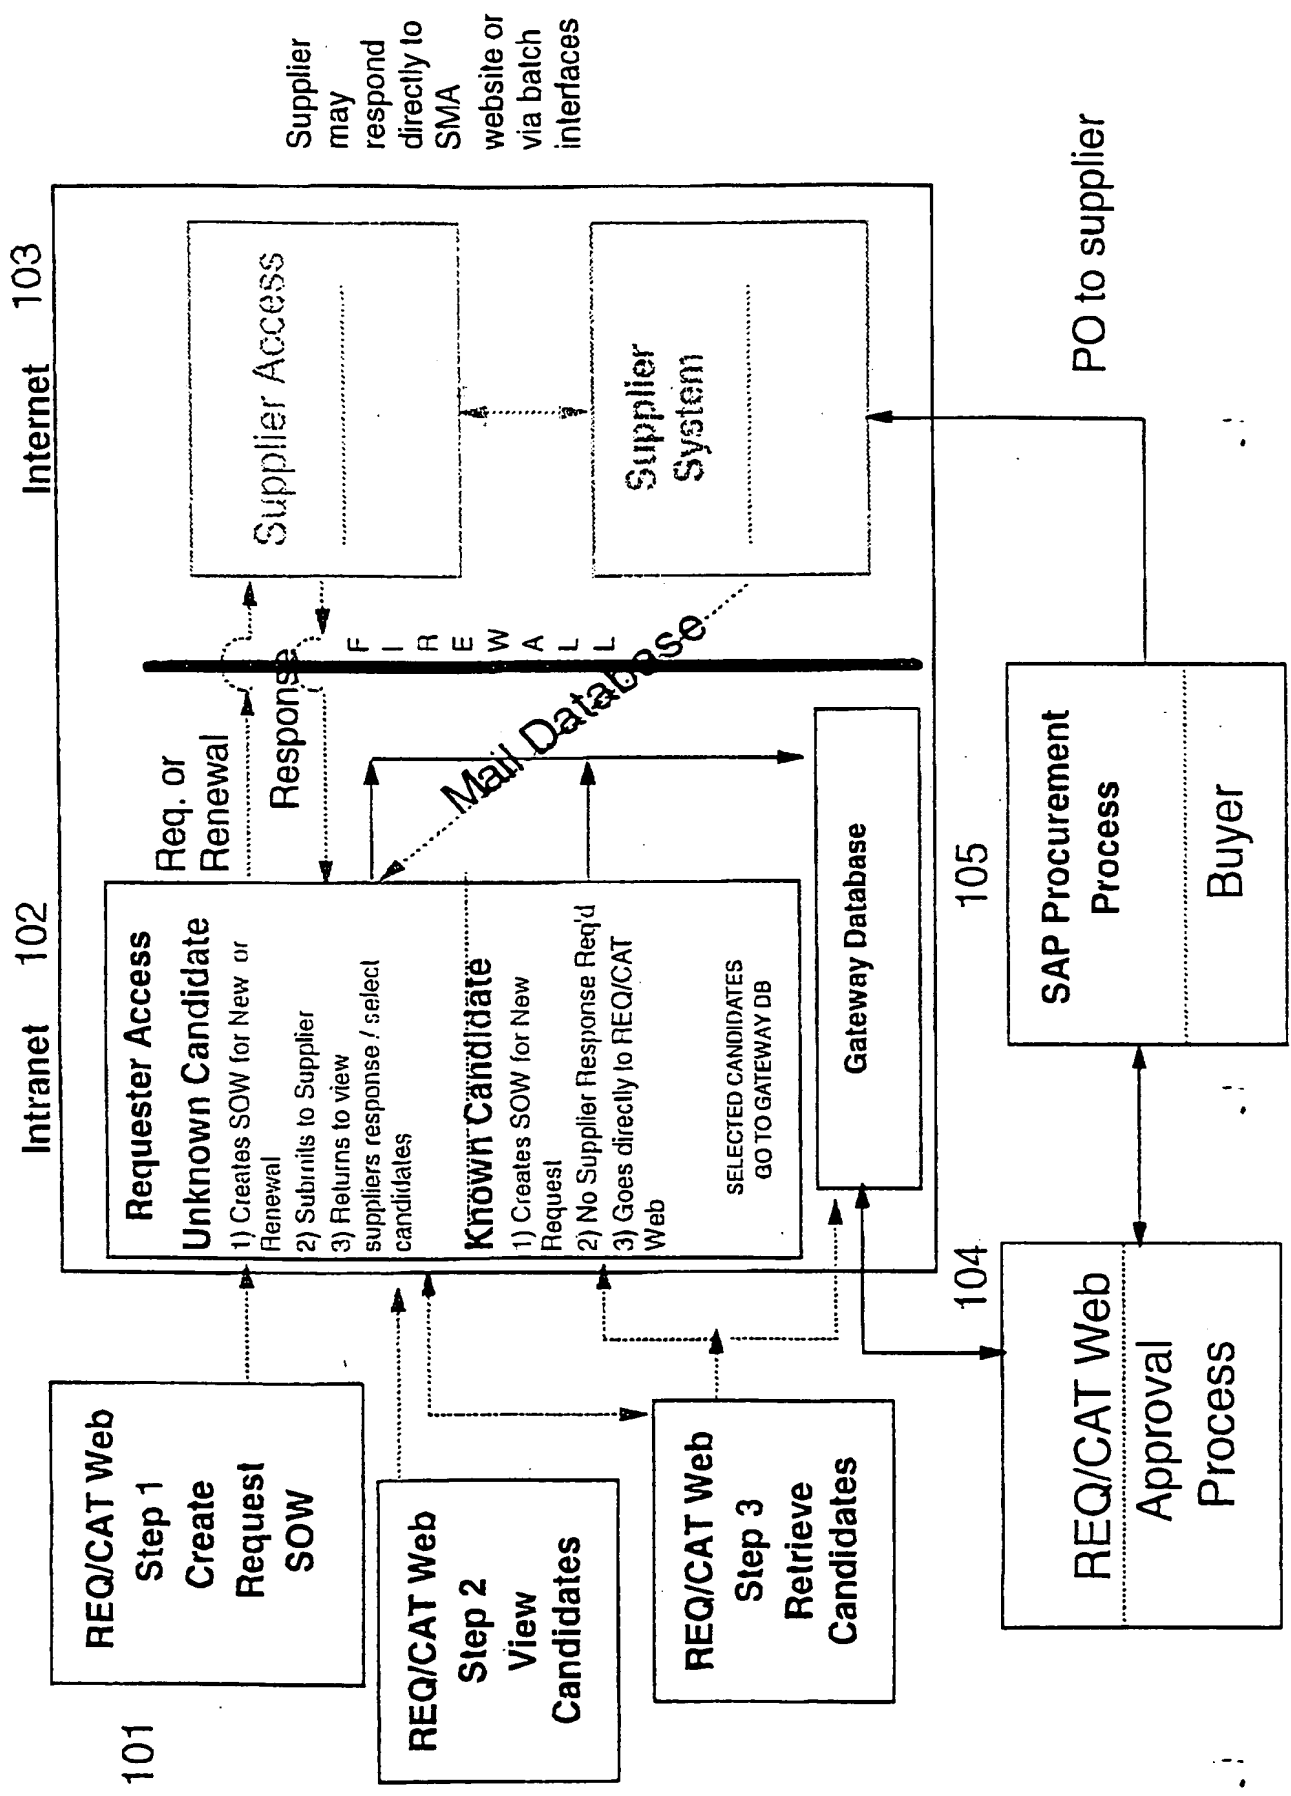 Intranet 102
Internet 103
101
REQ/CAT Web
Step 1
Create
Request
SOW
REQ/CAT Web
Step 2
View
Candidates
REQ/CAT Web
Step 3
Retrieve
Candidates
Requester Access
Unknown Candidate
1) Creates SOW for New or
Renewal
2) Submits to Supplier
3) Returns to view
suppliers response / select
candidates
Known Candidate
1) Creates SOW for New
Request
2) No Supplier Response Req'd
3) Goes directly to REQ/CAT
Web
SELECTED CANDIDATES
GO TO GATEWAY DB
Gateway Database
Req. or
Renewal
Response
Mail Database
FIREWALL
Supplier Access
Supplier
System
Supplier
may
respond
directly to
SMA
website or
via batch
interfaces
104
REQ/CAT Web
Approval
Process
105
SAP Procurement
Process
Buyer
PO to supplier